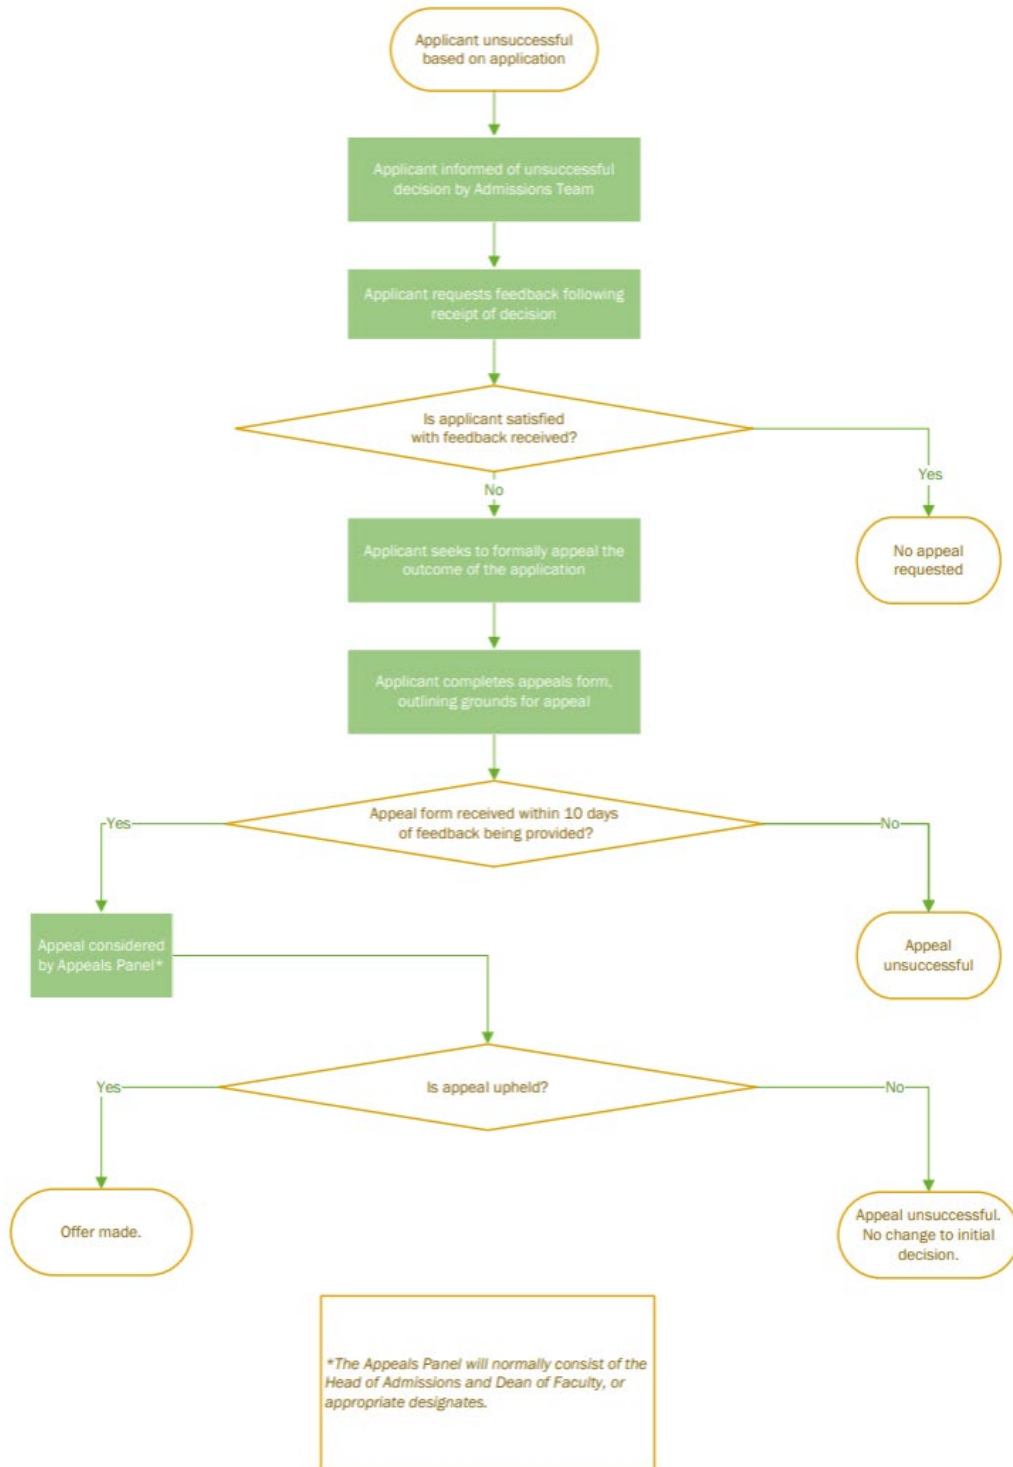 Applicant unsuccessful
based on application
Applicant informed of unsuccessful
decision by Admissions Team
Applicant requests feedback following
receipt of decision
Is applicant satisfied
with feedback received?
Yes
No
Applicant seeks to formally appeal the
outcome of the application
No appeal
requested
Applicant completes appeals form,
outlining grounds for appeal
Appeal form received within 10 days
of feedback being provided?
Yes
No
Appeal considered
by Appeals Panel*
Appeal
unsuccessful
Is appeal upheld?
Yes
No
Offer made.
Appeal unsuccessful.
No change to initial
decision.
*The Appeals Panel will normally consist of the
Head of Admissions and Dean of Faculty, or
appropriate designates.